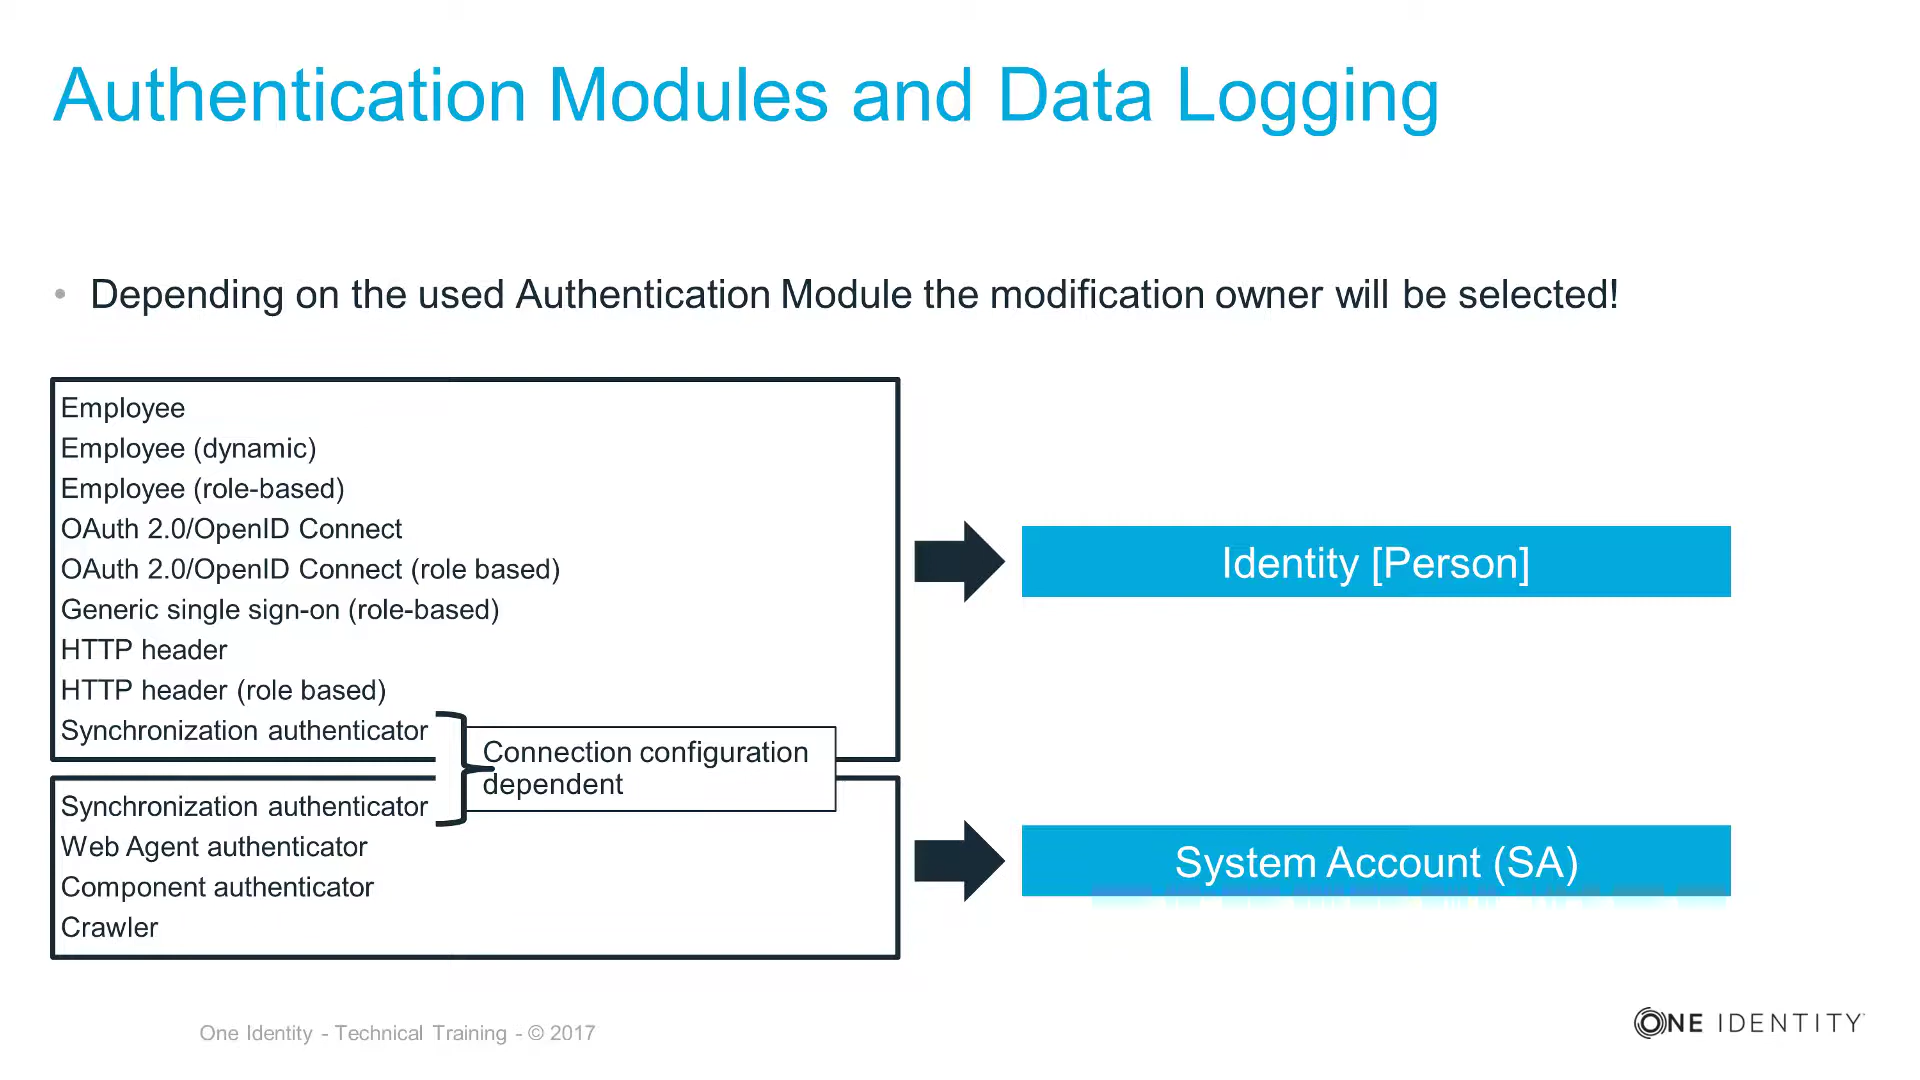 Authentication Modules and Data Logging
• Depending on the used Authentication Module the modification owner will be selected!
Employee
Employee (dynamic)
Employee (role-based)
OAuth 2.0/OpenID Connect
OAuth 2.0/OpenID Connect (role based)
Generic single sign-on (role-based)
HTTP header
HTTP header (role based)
Synchronization authenticator
Connection configuration
dependent
Identity [Person]
Synchronization authenticator
Web Agent authenticator
Component authenticator
Crawler
System Account (SA)
One Identity - Technical Training - © 2017
ONE IDENTITY